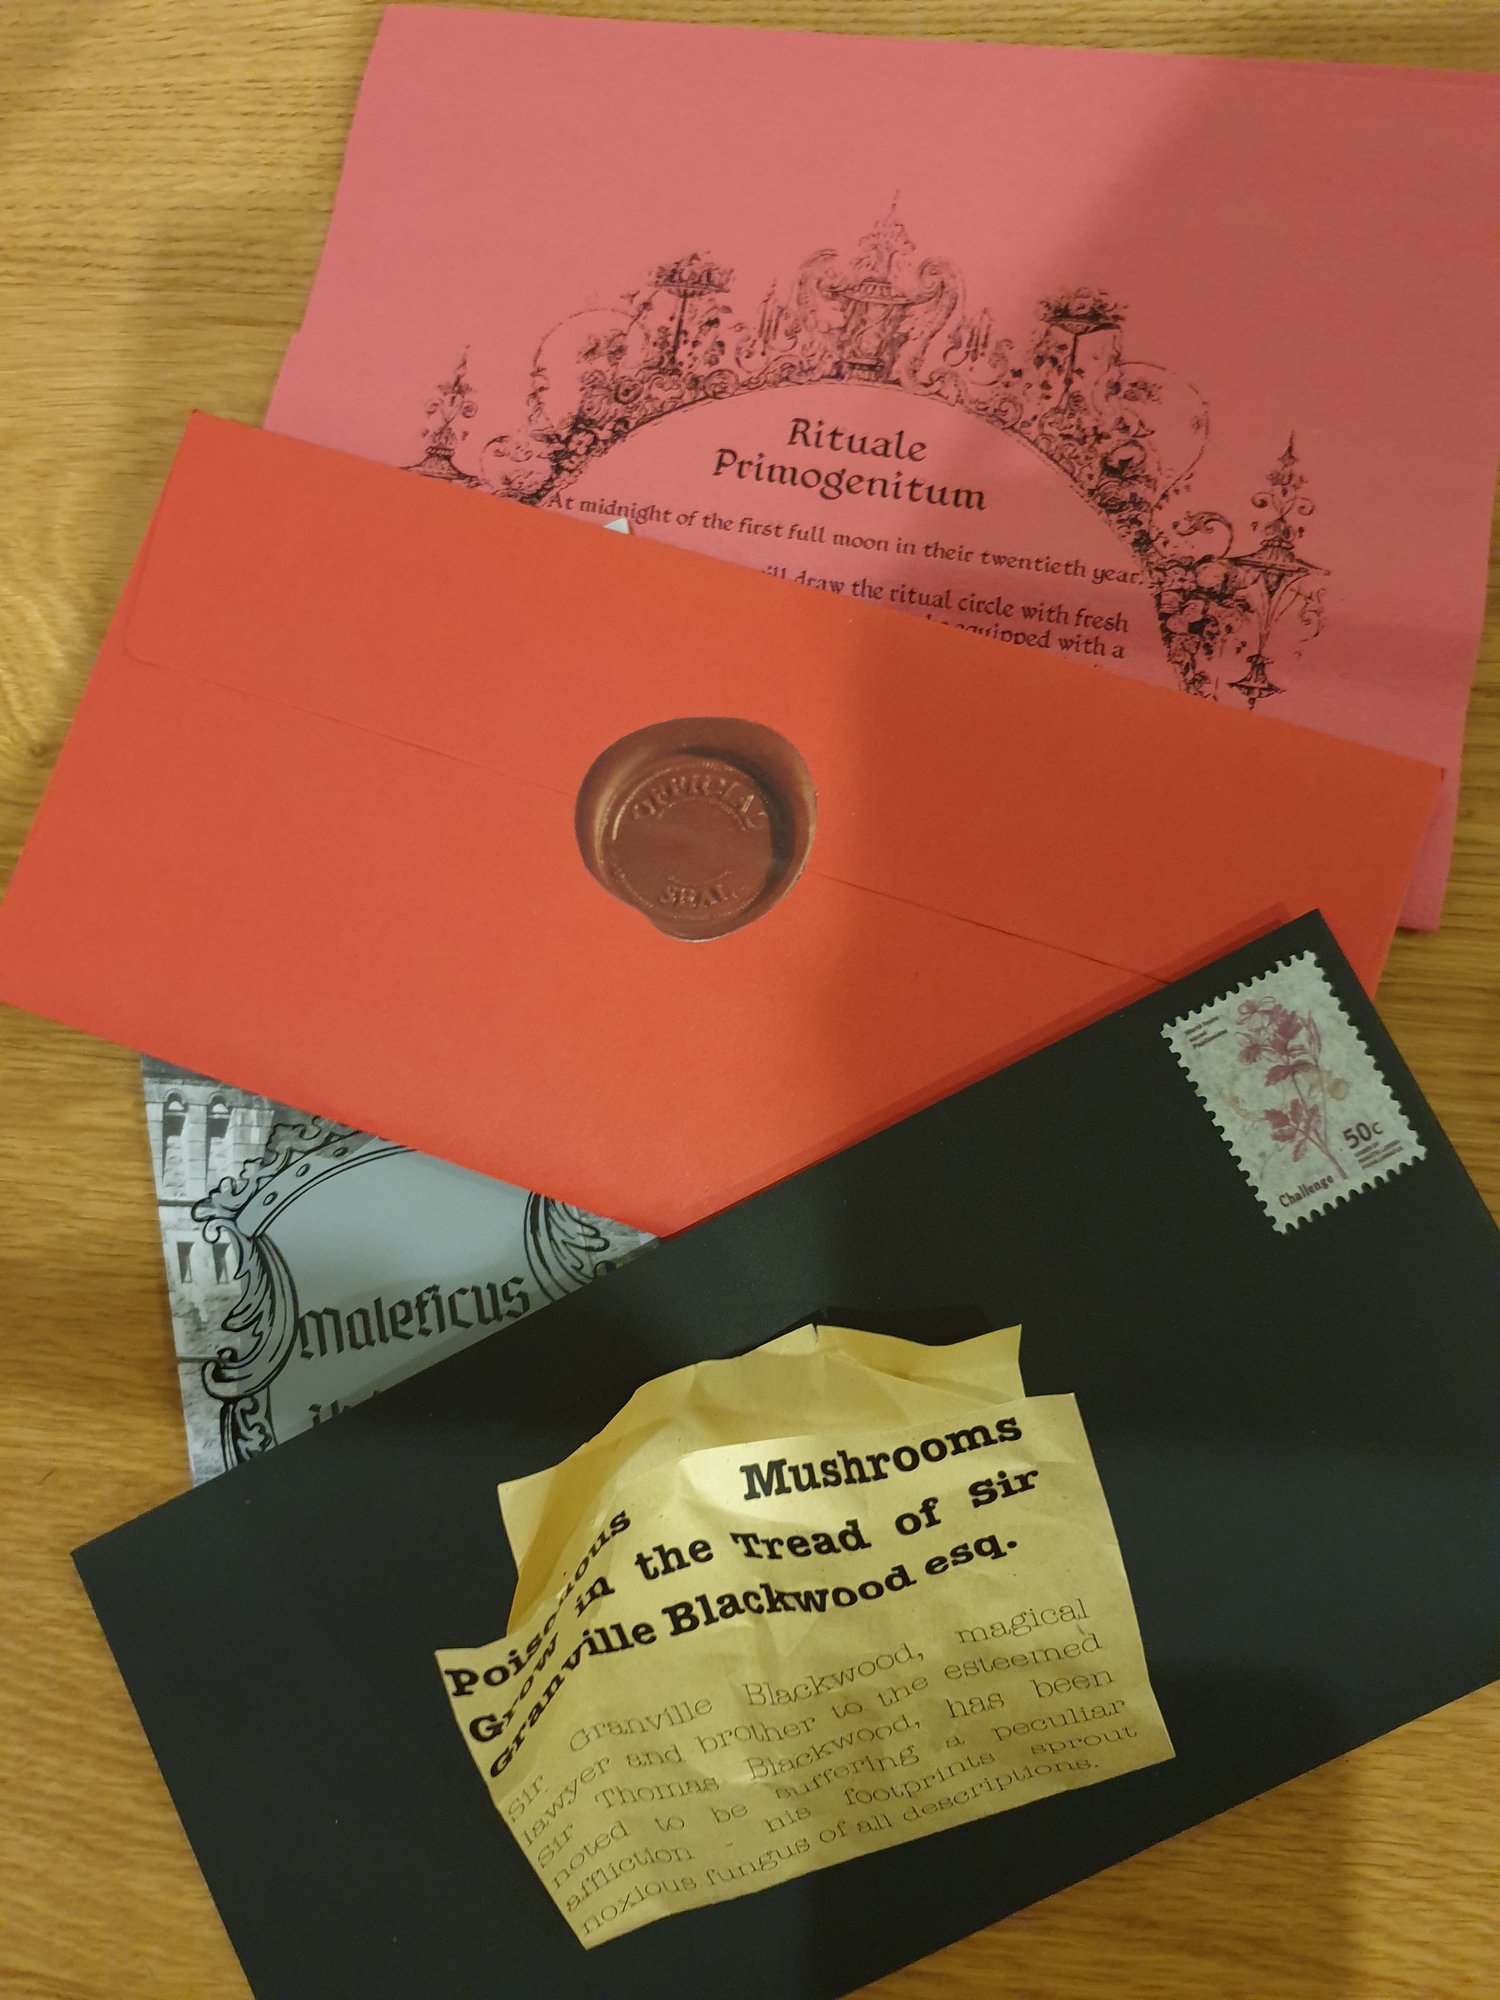 Rituale
Primogenitum
At midnight of the first full moon in their twentieth year,
will draw the ritual circle with fresh
equipped with a
OFFICIAL
SEAL
50c
Challenge
Maleficus
Poisonous Mushrooms
Grow in the Tread of Sir
Granville Blackwood esq.
Sir Granville Blackwood, magical
lawyer and brother to the esteemed
Sir Thomas Blackwood, has been
noted to be suffering a peculiar
affliction - his footprints sprout
noxious fungus of all descriptions.